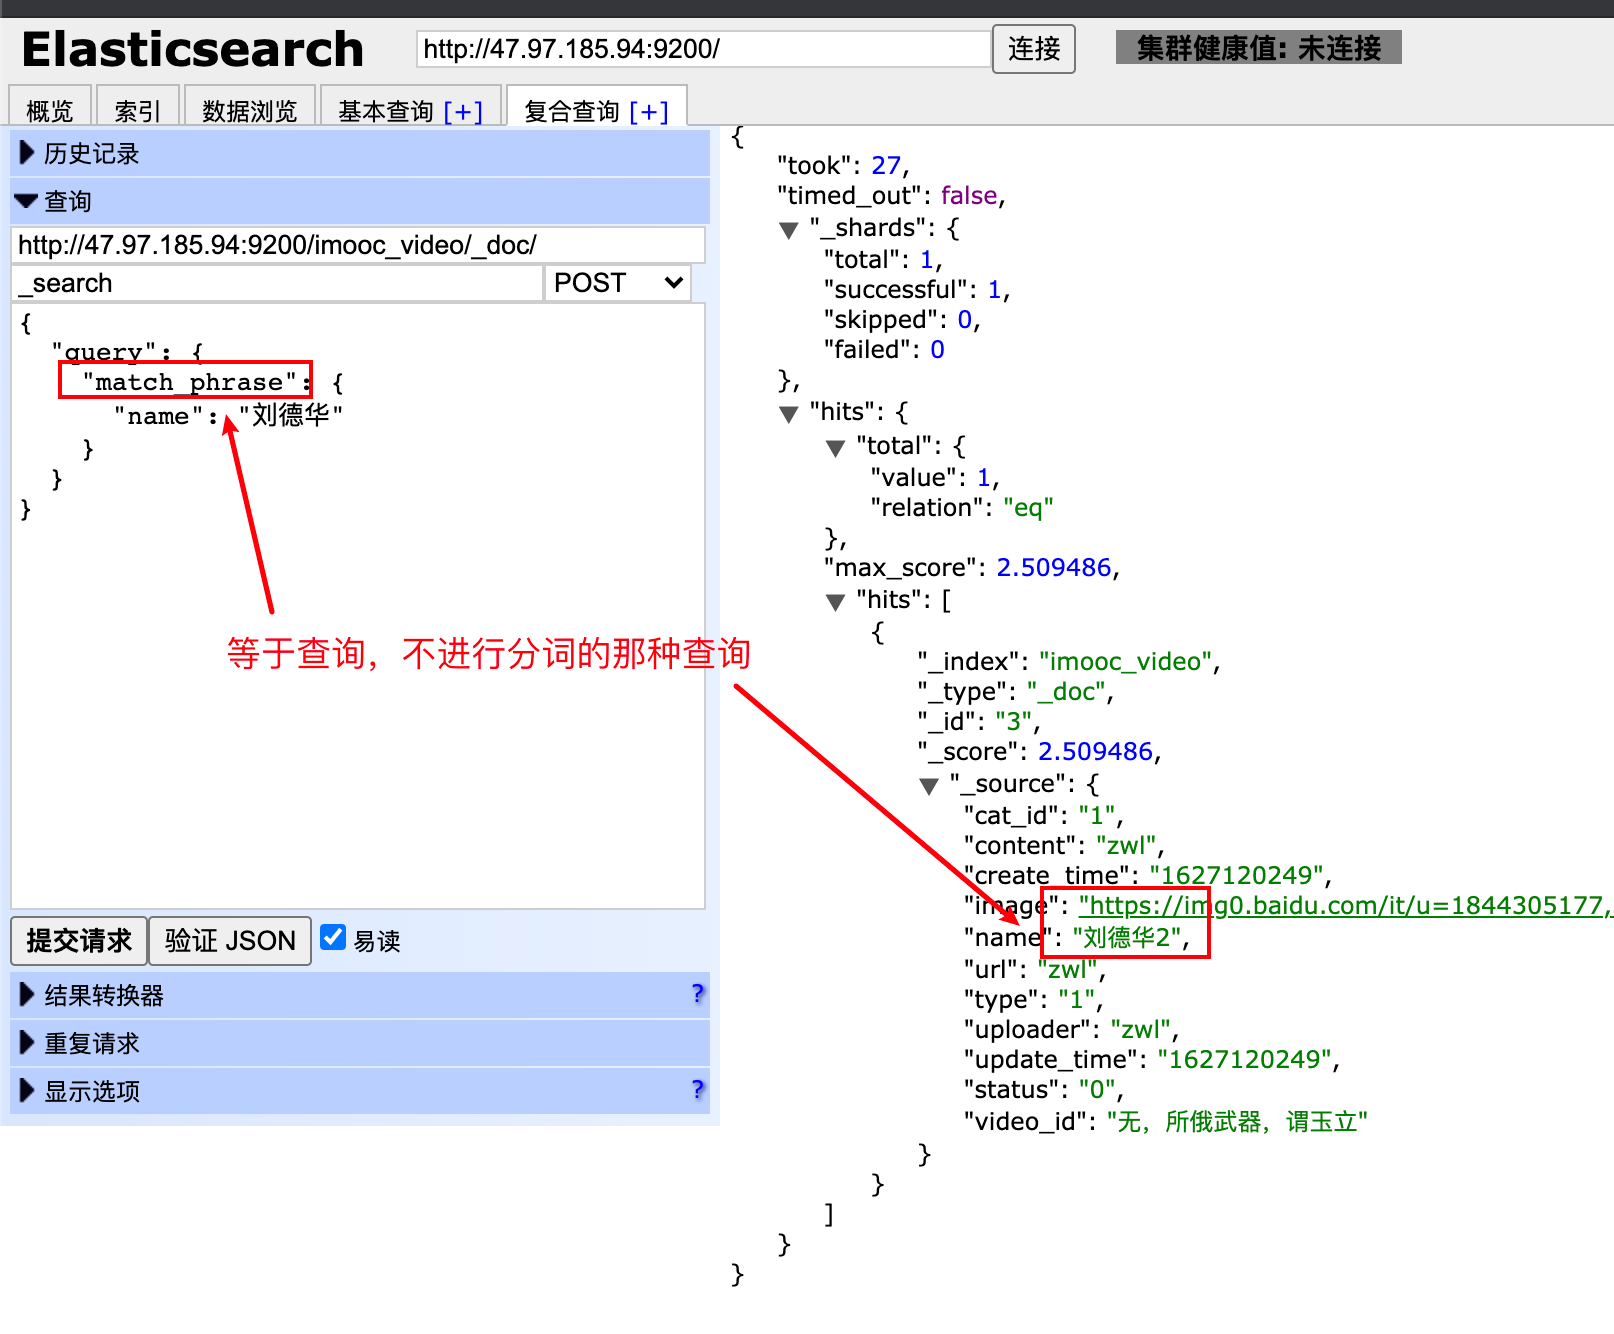 Elasticsearch
http://47.97.185.94:9200/
连接
集群健康值: 未连接
概览
索引
数据浏览
基本查询 [+]
复合查询 [+]
历史记录
查询
http://47.97.185.94:9200/imooc_video/_doc/
_search
POST
{
"query": {
"match_phrase": {
"name": "刘德华"
}
}
}
等于查询，不进行分词的那种查询
提交请求
验证 JSON
易读
结果转换器
?
重复请求
显示选项
?
{
"took": 27,
"timed_out": false,
"_shards": {
"total": 1,
"successful": 1,
"skipped": 0,
"failed": 0
},
"hits": {
"total": {
"value": 1,
"relation": "eq"
},
"max_score": 2.509486,
"hits": [
{
"_index": "imooc_video",
"_type": "_doc",
"_id": "3",
"_score": 2.509486,
"_source": {
"cat_id": "1",
"content": "zwl",
"create_time": "1627120249",
"image": "https://img0.baidu.com/it/u=1844305177,
"name": "刘德华2",
"url": "zwl",
"type": "1",
"uploader": "zwl",
"update_time": "1627120249",
"status": "0",
"video_id": "无，所俄武器，谓玉立"
}
}
]
}
}